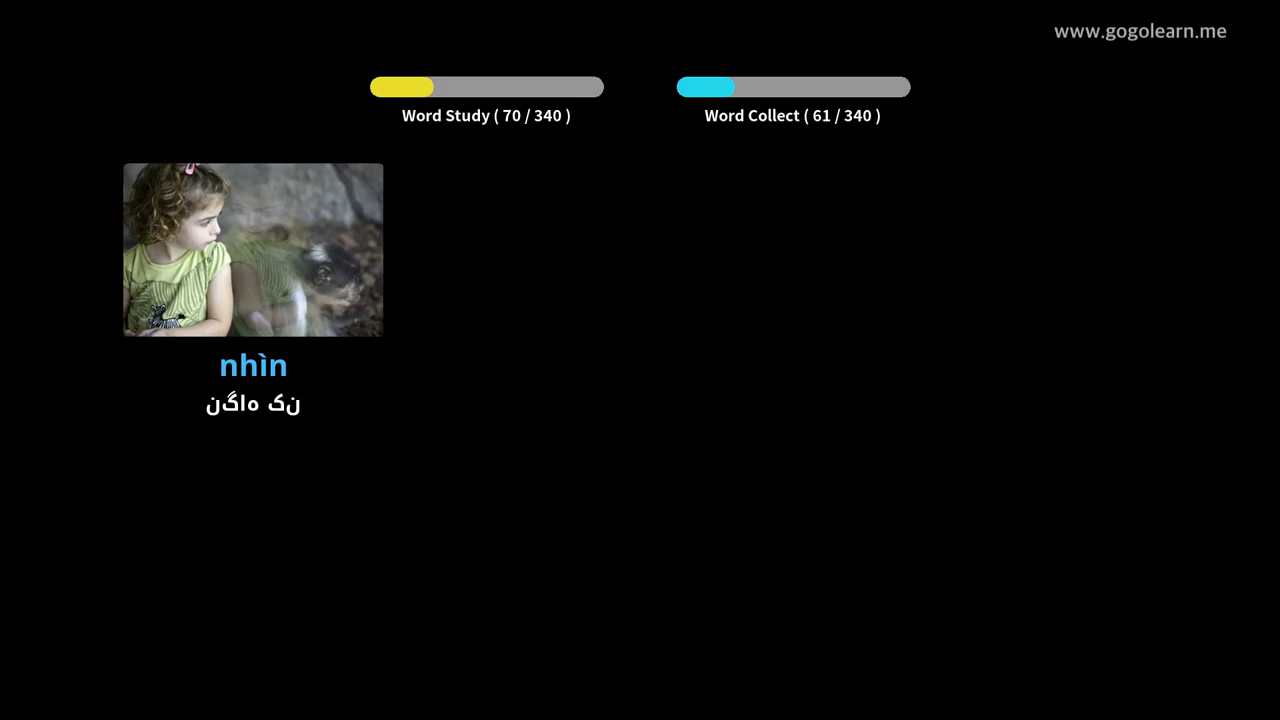 www.gogolearn.me
Word Study ( 70 / 340 )
Word Collect ( 61 / 340 )
nhìn
نگاه کن